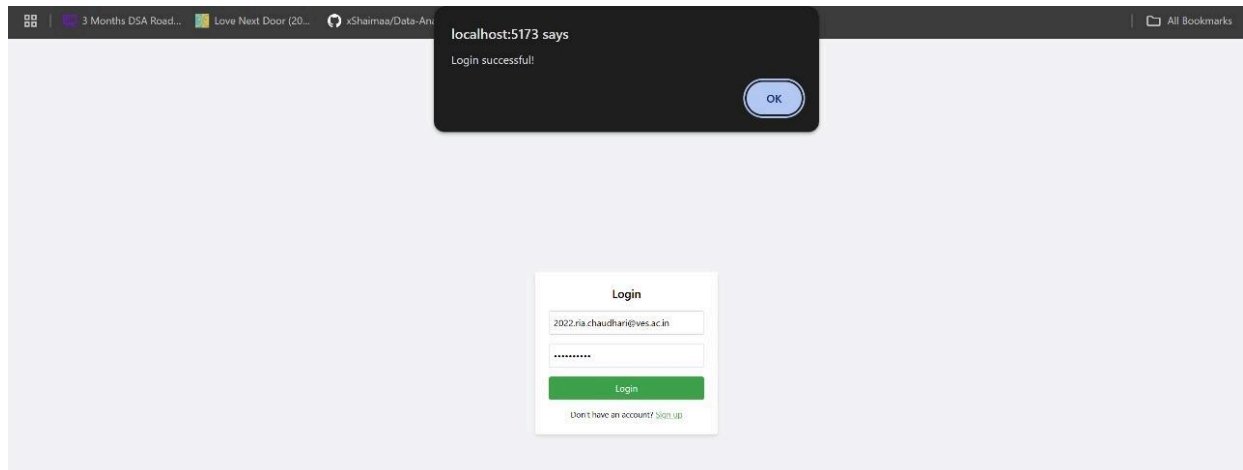 3 Months DSA Road...
Love Next Door (20...
xShaimaa/Data-Ana
All Bookmarks
localhost:5173 says
Login successful!
OK
Login
2022.ria.chaudhari@ves.ac.in
Login
Don't have an account? Sign up